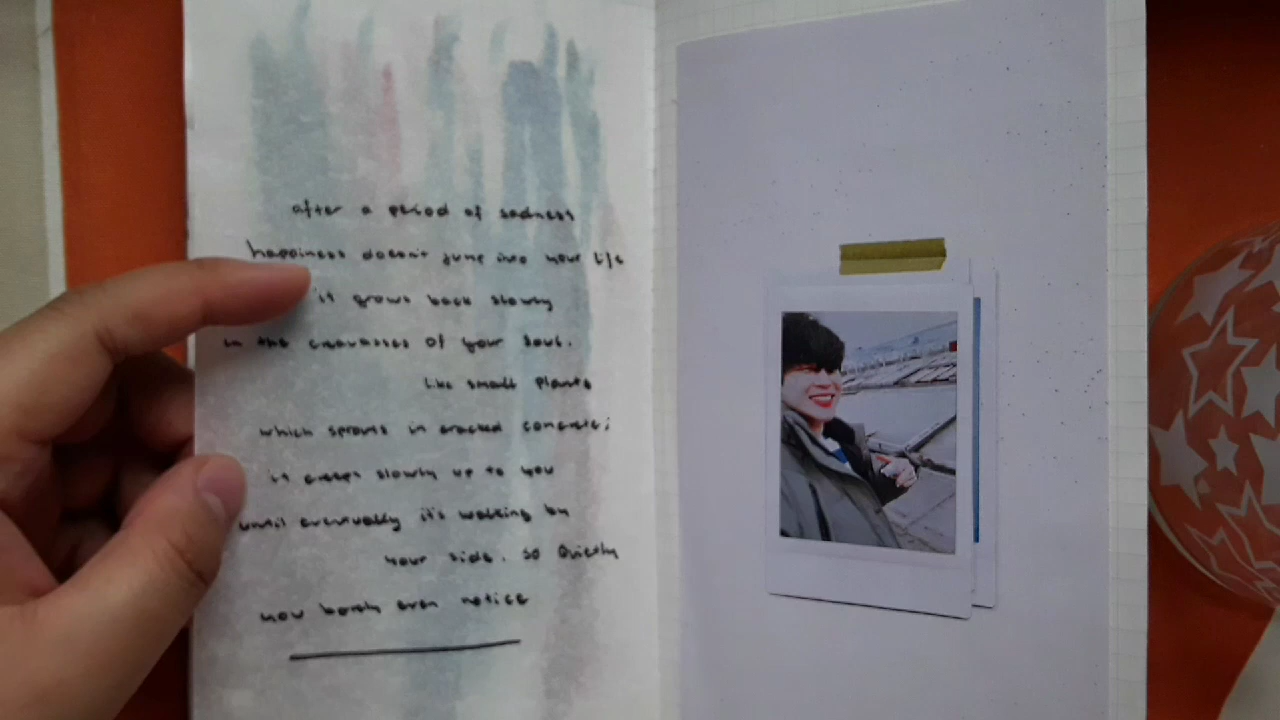 after a period of sadness
happiness doesn't jump into your life
it grows back slowly
in the crevasses of your soul.
like small plants
which sprouts in cracked concrete;
it creeps slowly up to you
until eventually it's walking by
your side. so quietly
you barely even notice